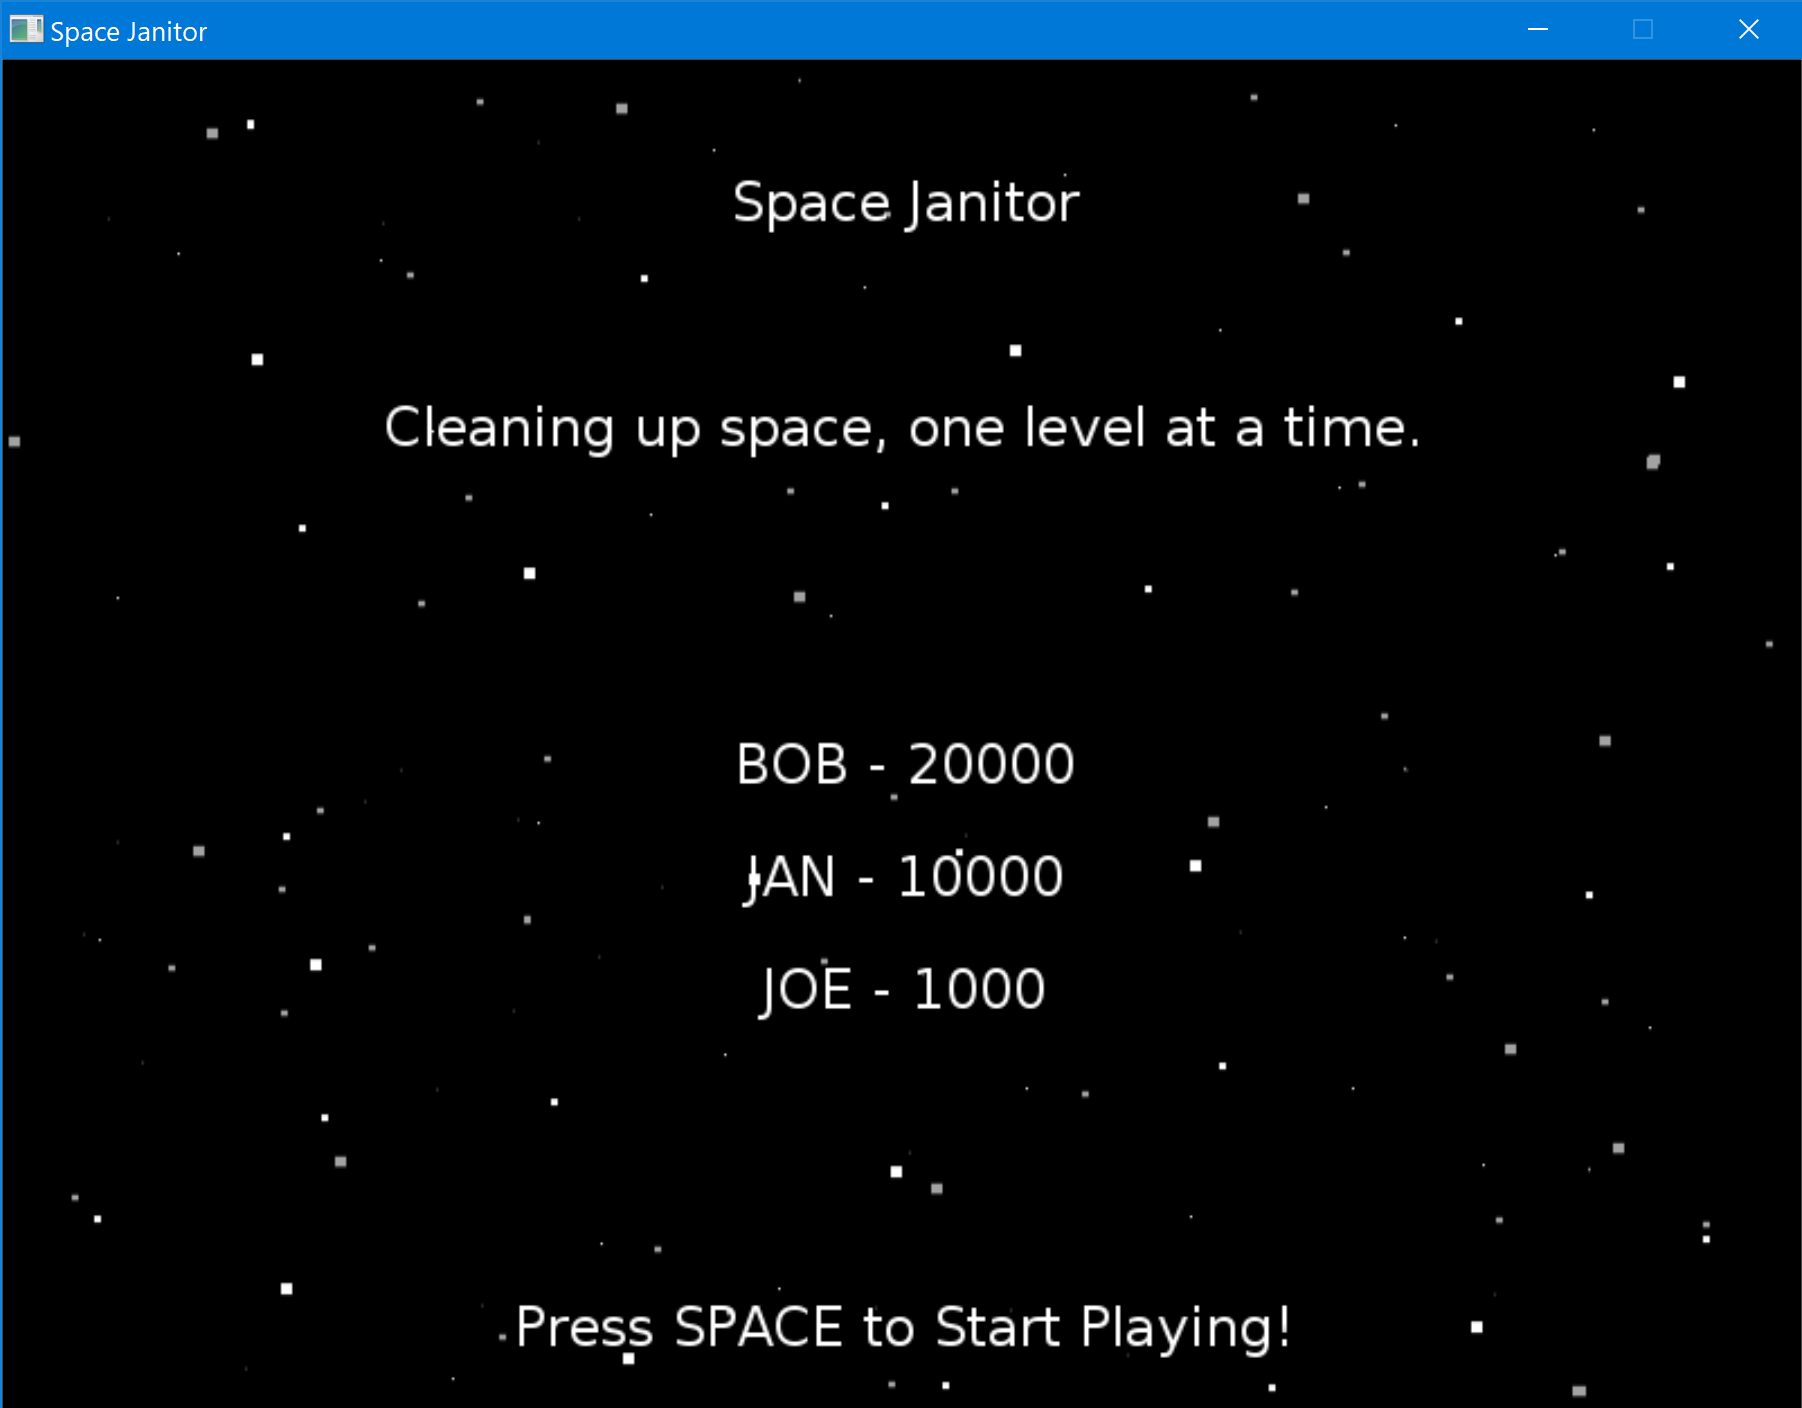 Space Janitor
Space Janitor
Cleaning up space, one level at a time.
BOB - 20000
JAN - 10000
JOE - 1000
Press SPACE to Start Playing!